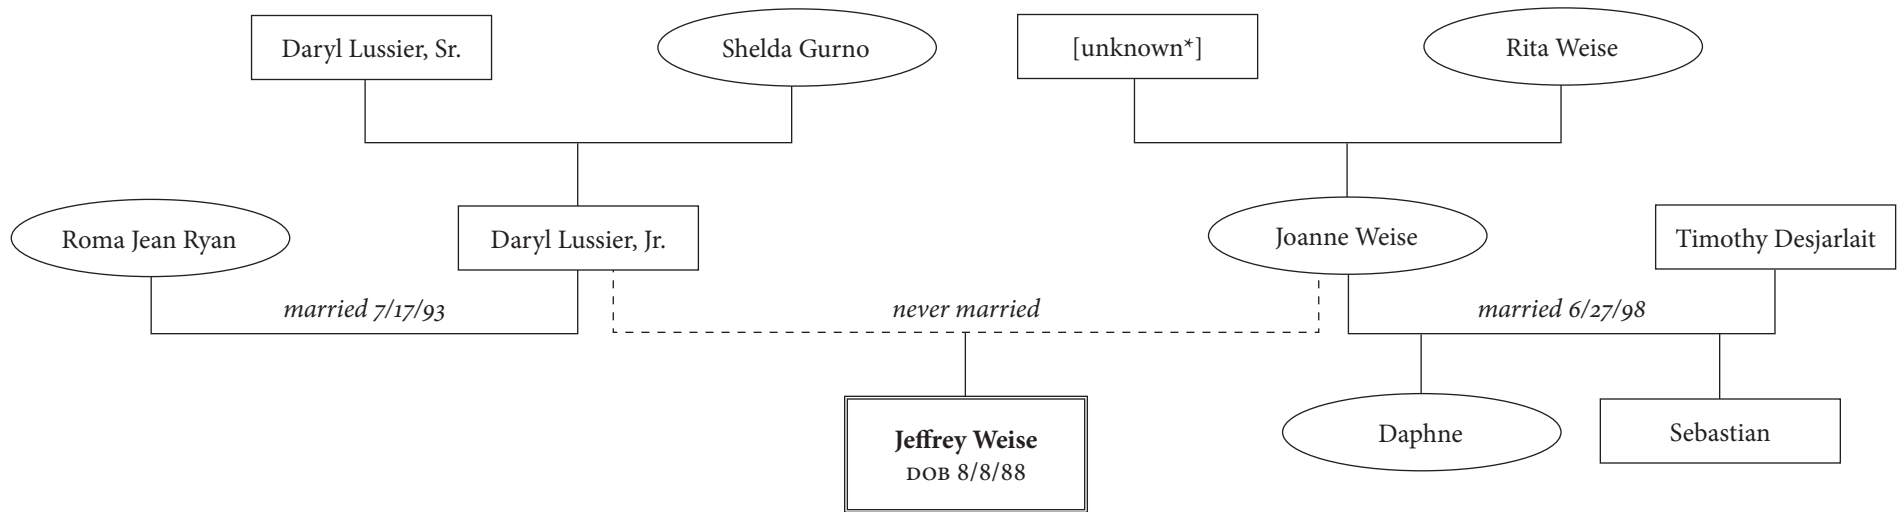 Daryl Lussier, Sr.
Shelda Gurno
[unknown*]
Rita Weise
Roma Jean Ryan
Daryl Lussier, Jr.
Joanne Weise
Timothy Desjarlait
married 7/17/93
never married
married 6/27/98
Jeffrey Weise
DOB 8/8/88
Daphne
Sebastian